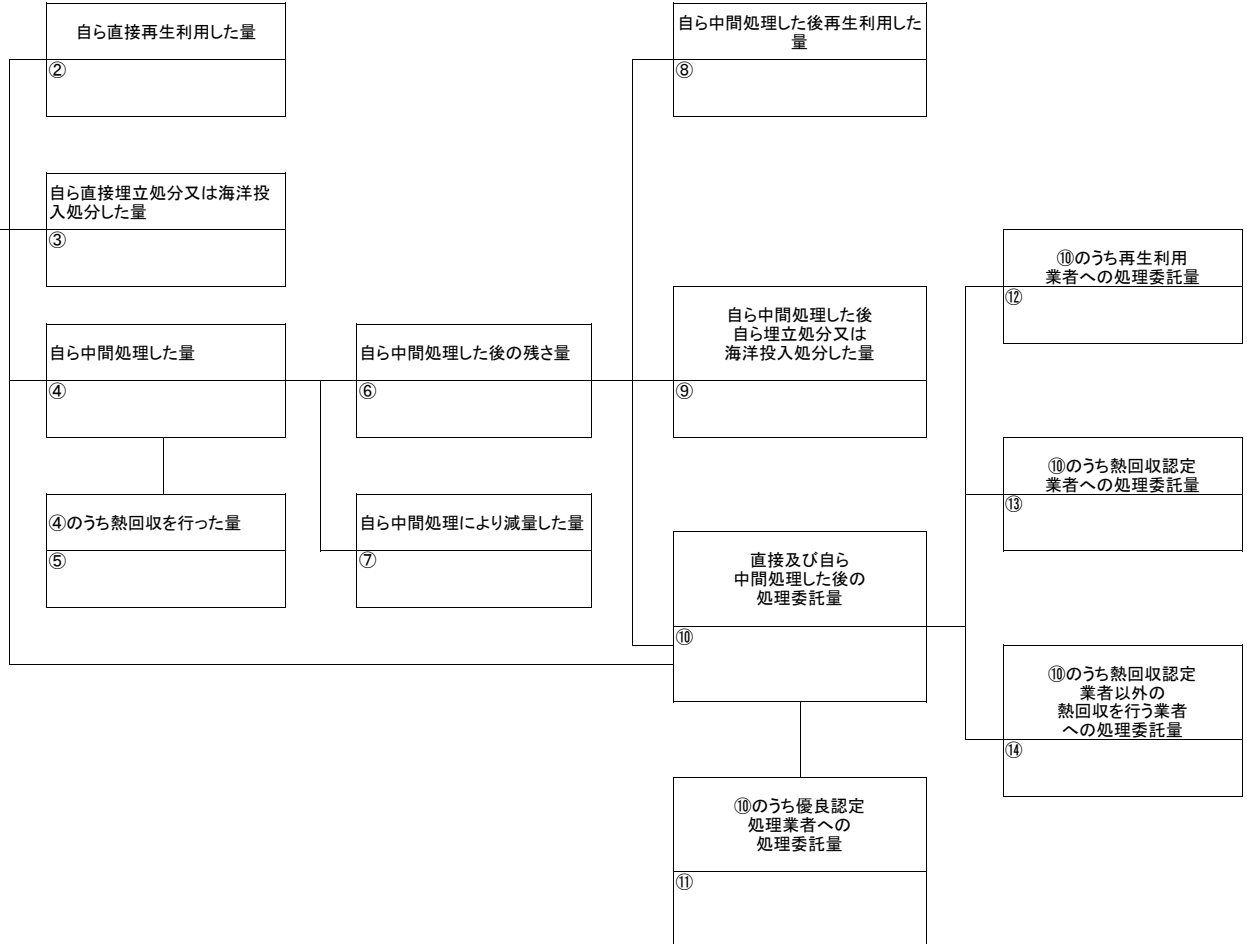 自ら直接再生利用した量
②
自ら中間処理した後再生利用した
量
⑧
自ら直接埋立処分又は海洋投
入処分した量
③
⑩のうち再生利用
業者への処理委託量
⑫
自ら中間処理した量
④
自ら中間処理した後の残さ量
⑥
自ら中間処理した後
自ら埋立処分又は
海洋投入処分した量
⑨
⑩のうち熱回収認定
業者への処理委託量
⑬
④のうち熱回収を行った量
⑤
自ら中間処理により減量した量
⑦
直接及び自ら
中間処理した後の
処理委託量
⑩
⑩のうち熱回収認定
業者以外の
熱回収を行う業者
への処理委託量
⑭
⑩のうち優良認定
処理業者への
処理委託量
⑪